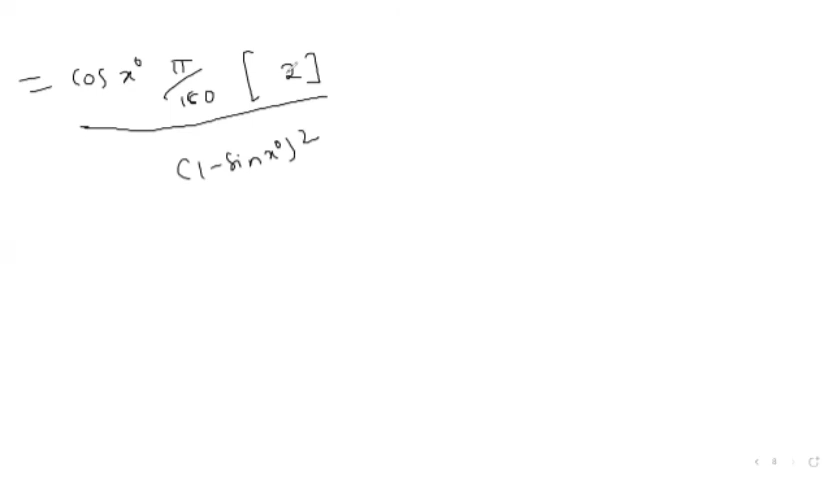 = cos x° π/180 [ 2 ]
(1 - sin x°)²